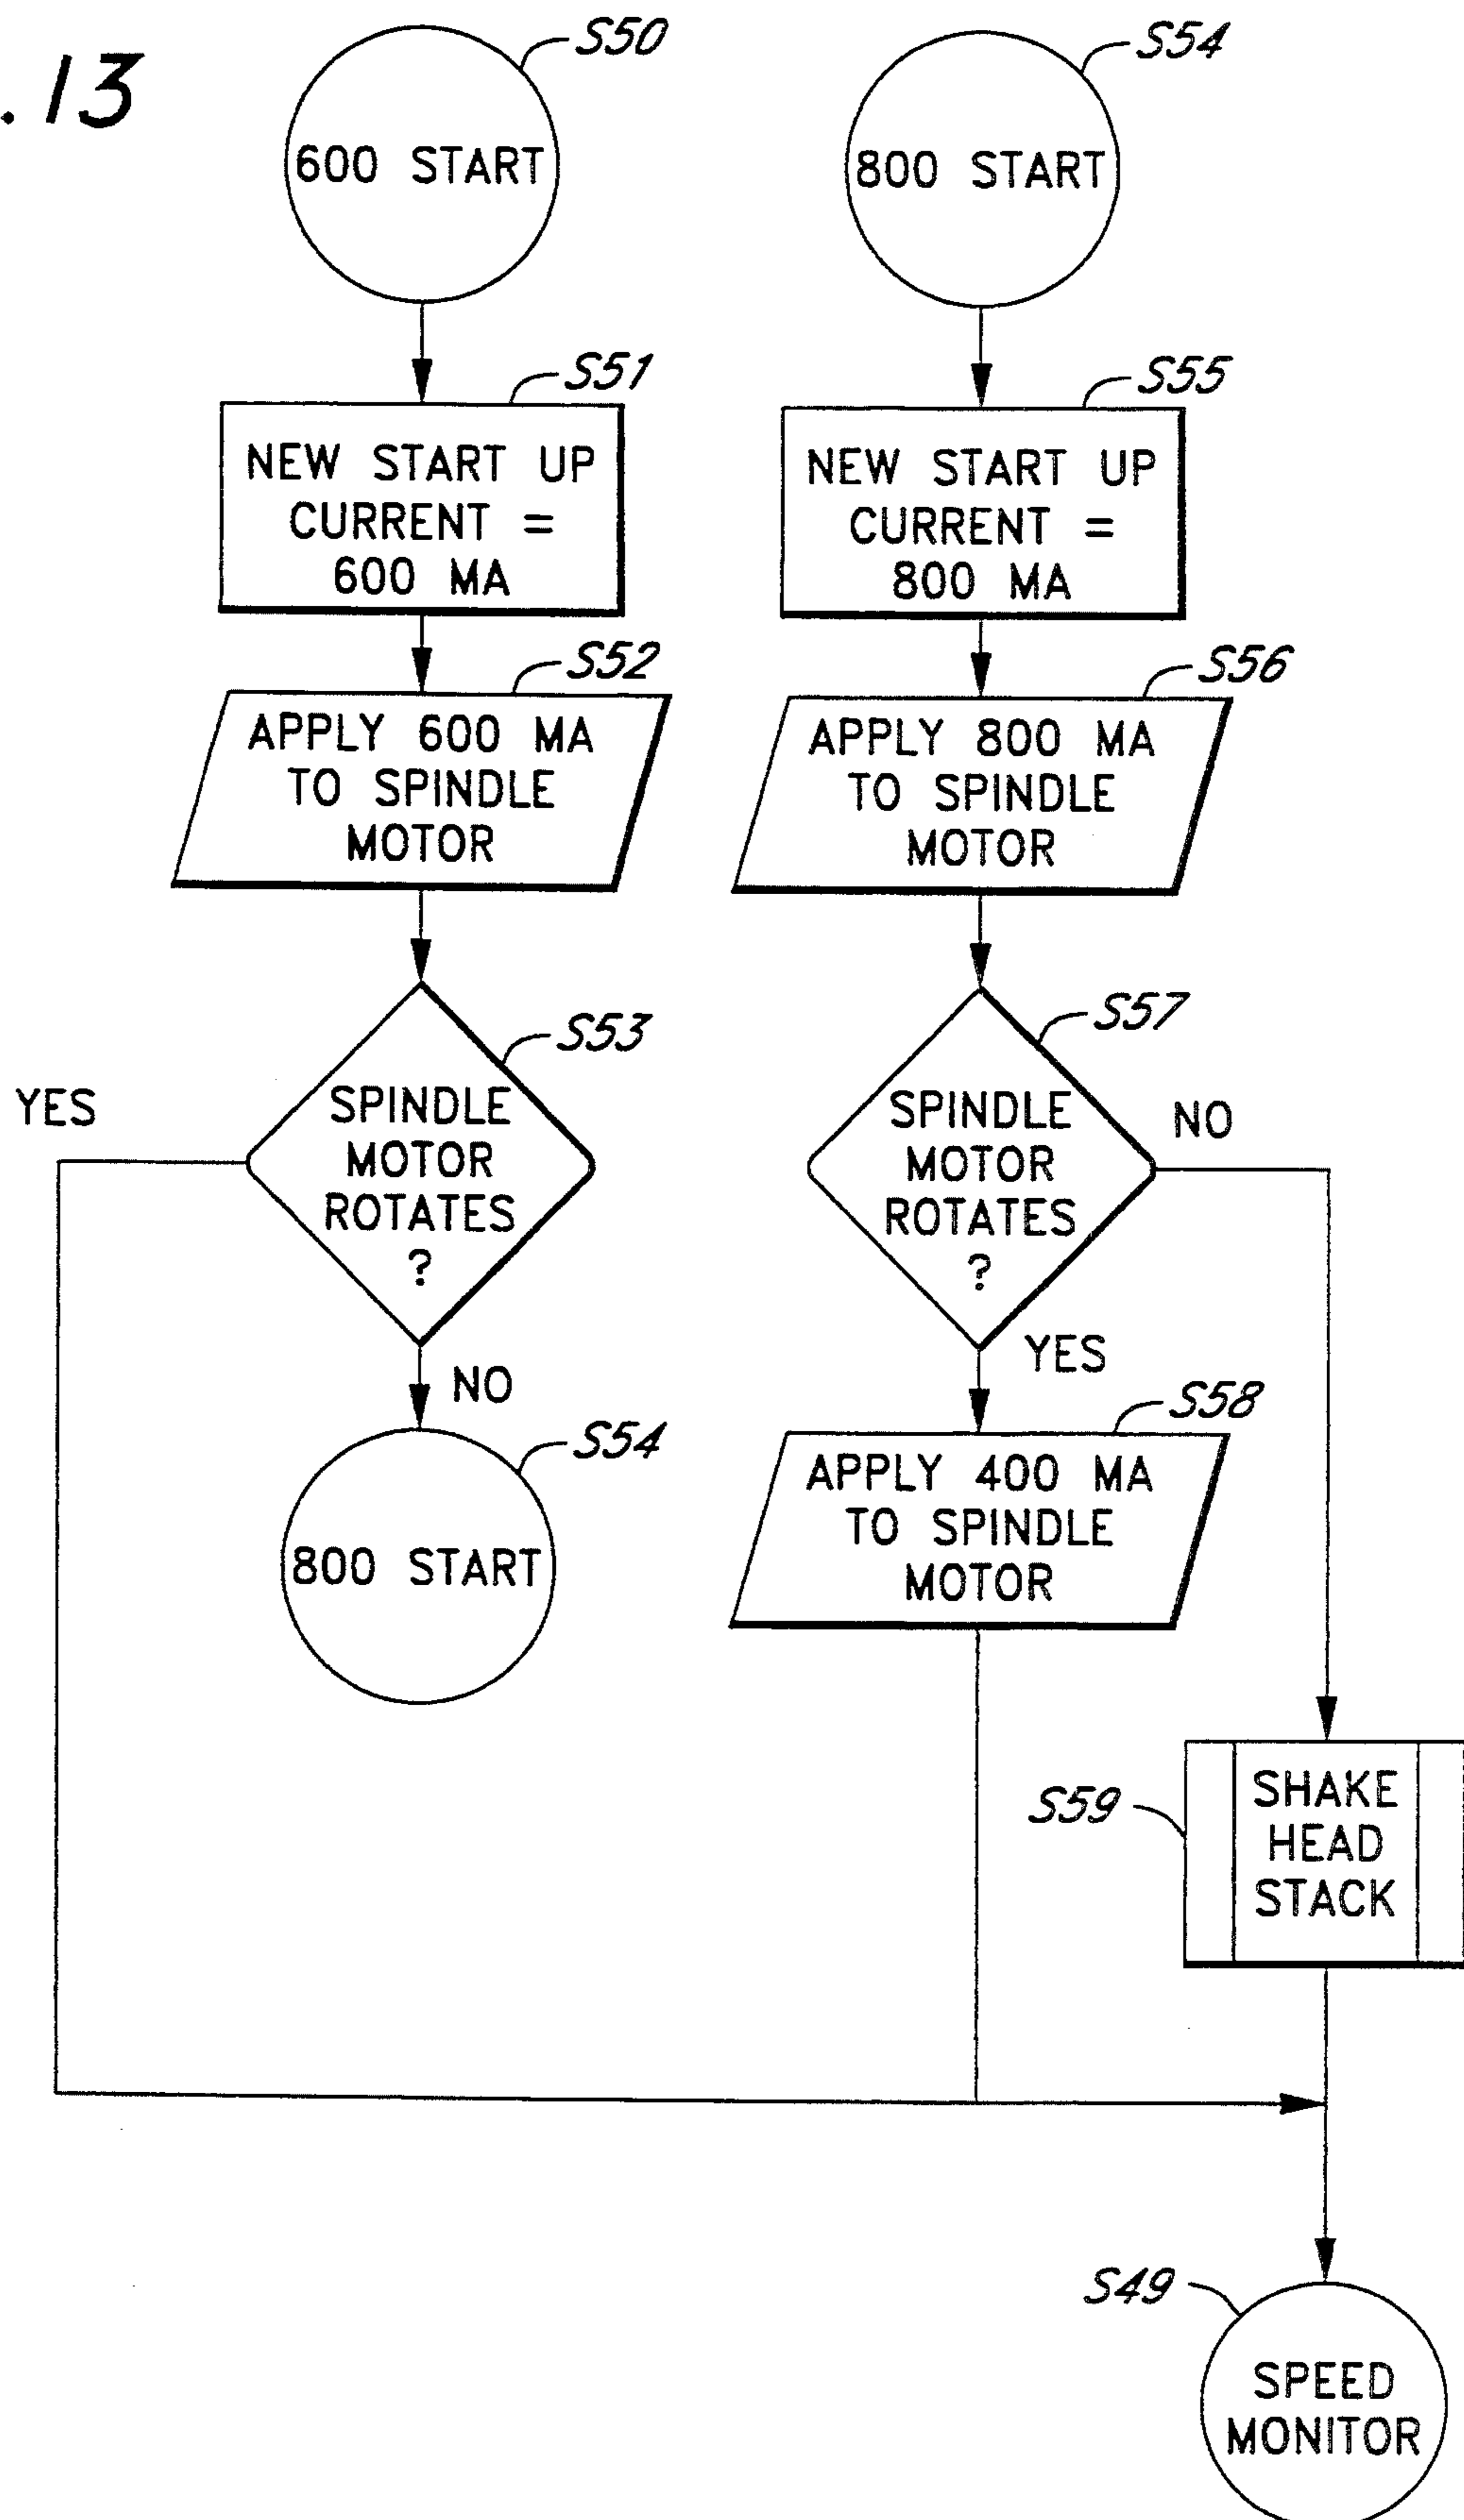 . 13
S50
600 START
S51
NEW START UP
CURRENT =
600 MA
S52
APPLY 600 MA
TO SPINDLE
MOTOR
S53
SPINDLE
MOTOR
ROTATES
?
YES
NO
S54
800 START
S54
800 START
S55
NEW START UP
CURRENT =
800 MA
S56
APPLY 800 MA
TO SPINDLE
MOTOR
S57
SPINDLE
MOTOR
ROTATES
?
NO
YES
S58
APPLY 400 MA
TO SPINDLE
MOTOR
S59
SHAKE
HEAD
STACK
S49
SPEED
MONITOR